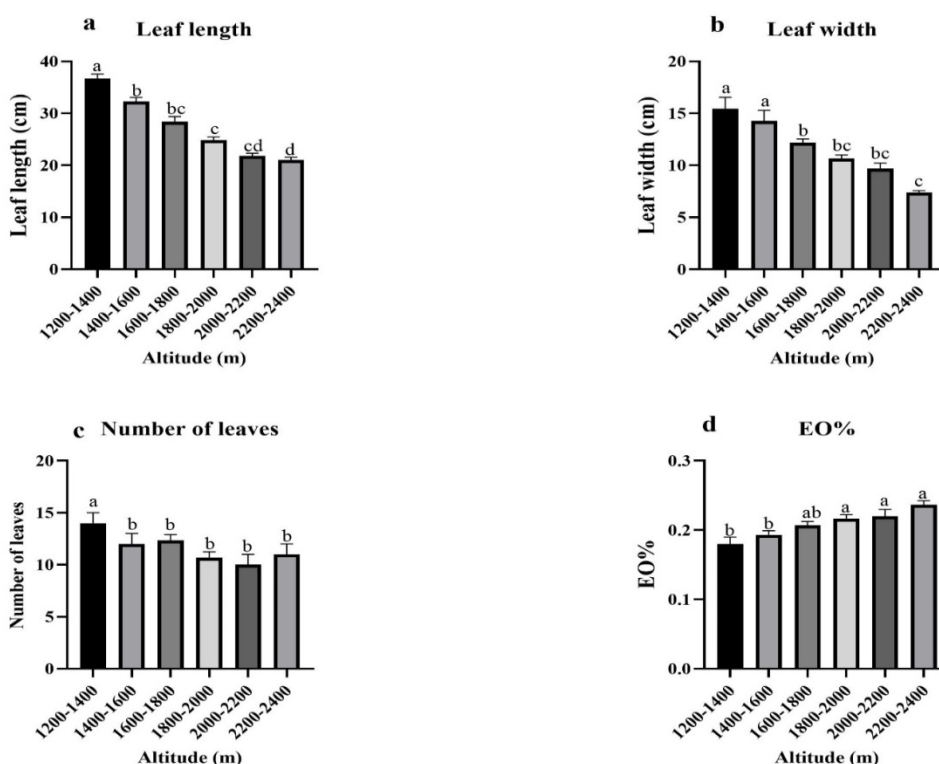 a Leaf length
Leaf length (cm)
40
30
20
10
0
a
b
bc
c
cd
d
1200-1400
1400-1600
1600-1800
1800-2000
2000-2200
2200-2400
Altitude (m)
b Leaf width
Leaf width (cm)
20
15
10
5
0
a
a
b
bc
bc
c
1200-1400
1400-1600
1600-1800
1800-2000
2000-2200
2200-2400
Altitude (m)
c Number of leaves
Number of leaves
20
15
10
5
0
a
b
b
b
b
b
1200-1400
1400-1600
1600-1800
1800-2000
2000-2200
2200-2400
Altitude (m)
d EO%
EO%
0.3
0.2
0.1
0.0
b
b
ab
a
a
a
1200-1400
1400-1600
1600-1800
1800-2000
2000-2200
2200-2400
Altitude (m)